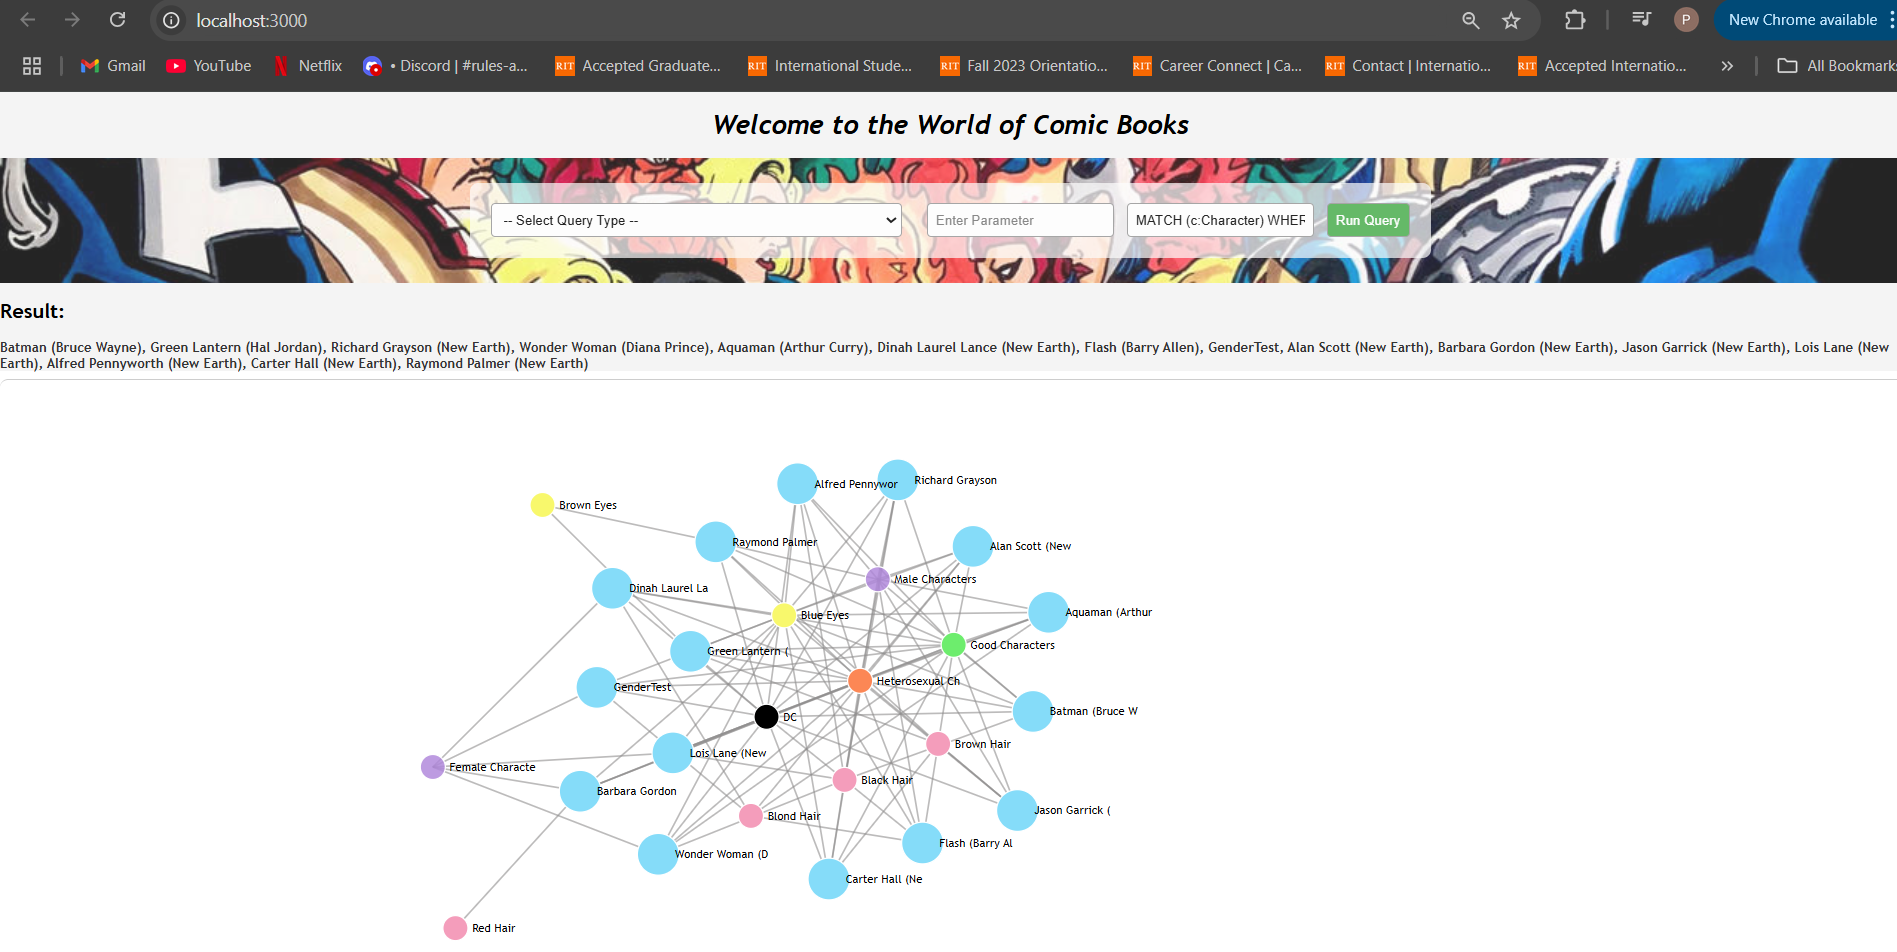 localhost:3000
P
New Chrome available
Gmail
YouTube
Netflix
• Discord | #rules-a...
RIT
Accepted Graduate...
RIT
International Stude...
RIT
Fall 2023 Orientatio...
RIT
Career Connect | Ca...
RIT
Contact | Internatio...
RIT
Accepted Internatio...
»
All Bookmarks
Welcome to the World of Comic Books
-- Select Query Type --
Enter Parameter
MATCH (c:Character) WHER
Run Query
Result:
Batman (Bruce Wayne), Green Lantern (Hal Jordan), Richard Grayson (New Earth), Wonder Woman (Diana Prince), Aquaman (Arthur Curry), Dinah Laurel Lance (New Earth), Flash (Barry Allen), GenderTest, Alan Scott (New Earth), Barbara Gordon (New Earth), Jason Garrick (New Earth), Lois Lane (New
Earth), Alfred Pennyworth (New Earth), Carter Hall (New Earth), Raymond Palmer (New Earth)
Richard Grayson
Alfred Pennywor
Brown Eyes
Raymond Palmer
Alan Scott (New
Male Characters
Dinah Laurel La
Aquaman (Arthur
Blue Eyes
Good Characters
Green Lantern (
Heterosexual Ch
GenderTest
Batman (Bruce W
DC
Brown Hair
Lois Lane (New
Female Characte
Black Hair
Barbara Gordon
Jason Garrick (
Blond Hair
Flash (Barry Al
Wonder Woman (D
Carter Hall (Ne
Red Hair